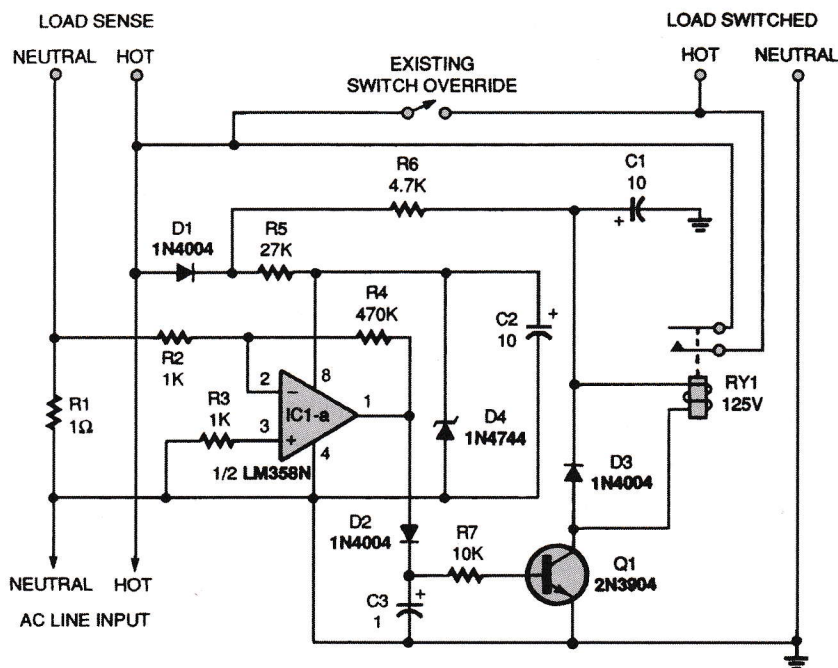 LOAD SENSE
NEUTRAL HOT
LOAD SWITCHED
HOT NEUTRAL
EXISTING
SWITCH OVERRIDE
R6
4.7K
C1
10
+
D1
1N4004
R5
27K
R4
470K
C2
10
+
R2
1K
8
2
−
IC1-a
1
R3
1K
3
+
4
1/2 LM358N
R1
1Ω
D4
1N4744
RY1
125V
D3
1N4004
D2
1N4004
R7
10K
Q1
2N3904
C3
1
+
NEUTRAL HOT
AC LINE INPUT